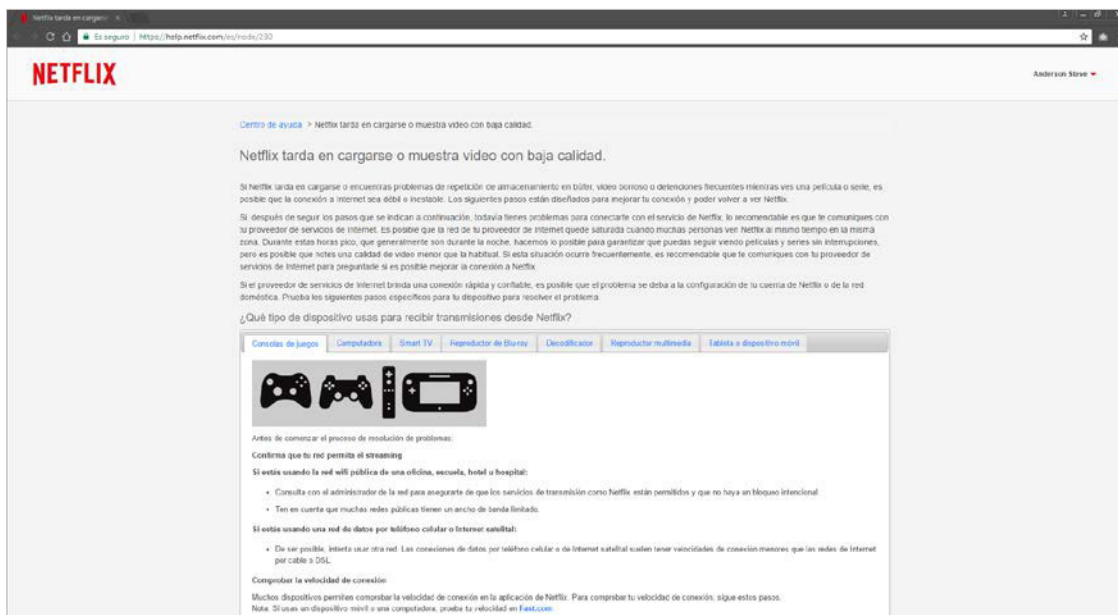 Netflix tarda en cargarse
Es seguro | https://help.netflix.com/es/node/230
NETFLIX
Anderson Steve
Centro de ayuda > Netflix tarda en cargarse o muestra video con baja calidad.
Netflix tarda en cargarse o muestra video con baja calidad.
Si Netflix tarda en cargarse o encuentras problemas de repetición de almacenamiento en búfer, video borroso o detenciones frecuentes mientras ves una película o serie, es
posible que la conexión a Internet sea débil o inestable. Los siguientes pasos están diseñados para mejorar tu conexión y poder volver a ver Netflix.
Si, después de seguir los pasos que se indican a continuación, todavía tienes problemas para conectarte con el servicio de Netflix, lo recomendable es que te comuniques con
tu proveedor de servicios de Internet. Es posible que la red de tu proveedor de Internet quede saturada cuando muchas personas ven Netflix al mismo tiempo en la misma
zona. Durante estas horas pico, que generalmente son durante la noche, hacemos lo posible para garantizar que puedas seguir viendo películas y series sin interrupciones,
pero es posible que notes una calidad de video menor que la habitual. Si esta situación ocurre frecuentemente, es recomendable que te comuniques con tu proveedor de
servicios de Internet para preguntarle si es posible mejorar la conexión a Netflix.
Si el proveedor de servicios de Internet brinda una conexión rápida y confiable, es posible que el problema se deba a la configuración de tu cuenta de Netflix o de la red
doméstica. Prueba los siguientes pasos específicos para tu dispositivo para resolver el problema.
¿Qué tipo de dispositivo usas para recibir transmisiones desde Netflix?
Consolas de juegos Computadora Smart TV Reproductor de Blu-ray Decodificador Reproductor multimedia Tableta o dispositivo móvil
Antes de comenzar el proceso de resolución de problemas:
Confirma que tu red permita el streaming
Si estás usando la red wifi pública de una oficina, escuela, hotel u hospital:
• Consulta con el administrador de la red para asegurarte de que los servicios de transmisión como Netflix están permitidos y que no haya un bloqueo intencional.
• Ten en cuenta que muchas redes públicas tienen un ancho de banda limitado.
Si estás usando una red de datos por teléfono celular o Internet satelital:
• De ser posible, intenta usar otra red. Las conexiones de datos por teléfono celular o de Internet satelital suelen tener velocidades de conexión menores que las redes de Internet
por cable o DSL.
Comprobar la velocidad de conexión
Muchos dispositivos permiten comprobar la velocidad de conexión en la aplicación de Netflix. Para comprobar tu velocidad de conexión, sigue estos pasos.
Nota: Si usas un dispositivo móvil o una computadora, prueba tu velocidad en Fast.com.